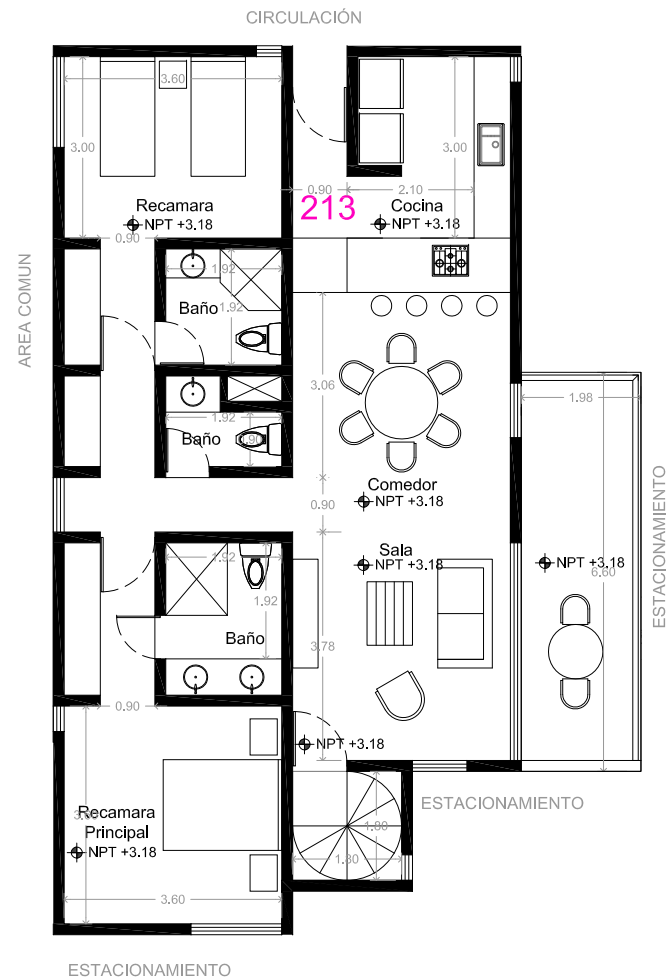 CIRCULACIÓN
3.60
3.00
3.00
Recamara
NPT +3.18
0.90
2.10
Cocina
213
NPT +3.18
0.90
AREA COMUN
1.92
Baño
1.92
3.06
1.98
1.92
Baño
0.90
Comedor
NPT +3.18
0.90
Sala
NPT +3.18
NPT +3.18
6.60
ESTACIONAMIENTO
1.92
1.92
Baño
3.78
0.90
NPT +3.18
ESTACIONAMIENTO
Recamara
Principal
NPT +3.18
1.80
1.80
3.60
ESTACIONAMIENTO